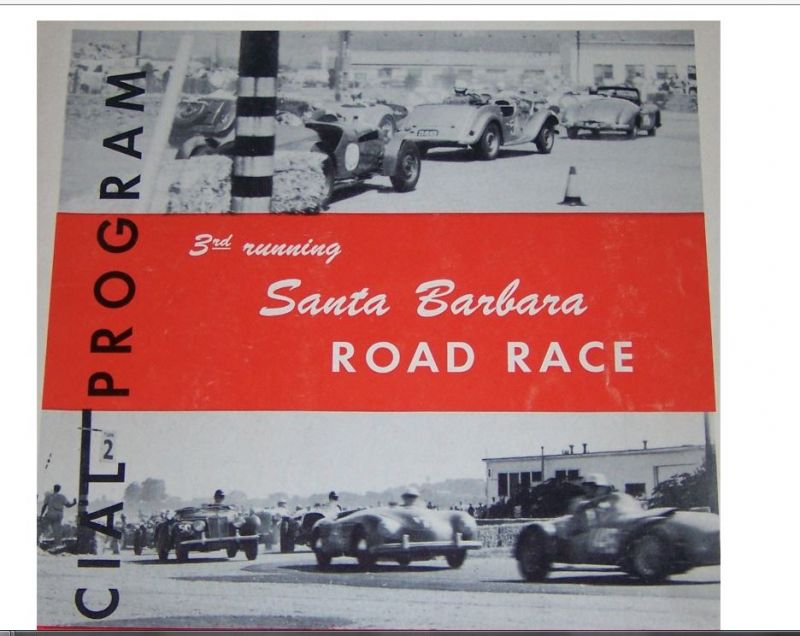 3rd running
Santa Barbara
ROAD RACE
CIAL PROGRAM
2